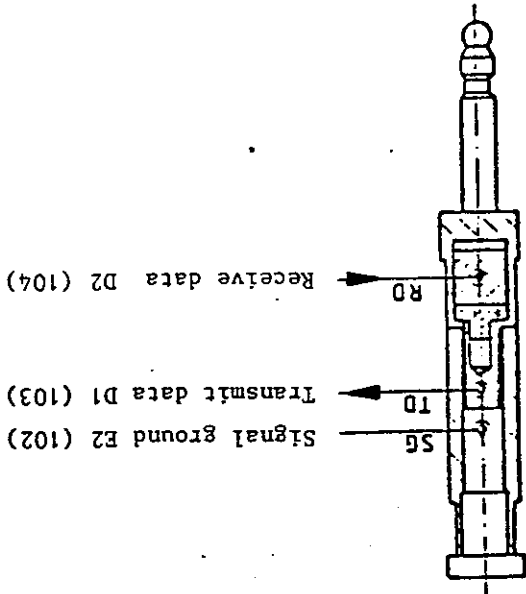 SG Signal ground E2 (102)
TD Transmit data D1 (103)
RD Receive data D2 (104)